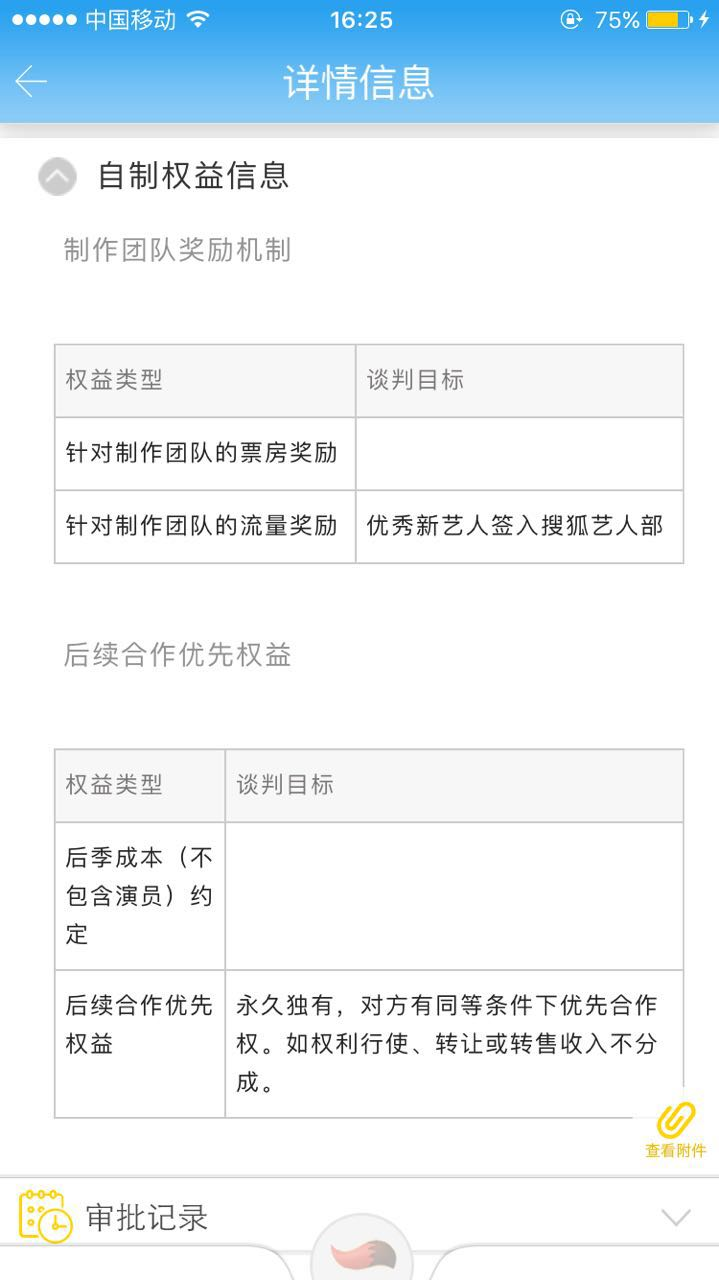 中国移动 16:25 75%
详情信息
自制权益信息
制作团队奖励机制
权益类型 谈判目标
针对制作团队的票房奖励
针对制作团队的流量奖励 优秀新艺人签入搜狐艺人部
后续合作优先权益
权益类型 谈判目标
后季成本（不
包含演员）约
定
后续合作优先
权益
永久独有，对方有同等条件下优先合作
权。如权利行使、转让或转售收入不分
成。
查看附件
审批记录